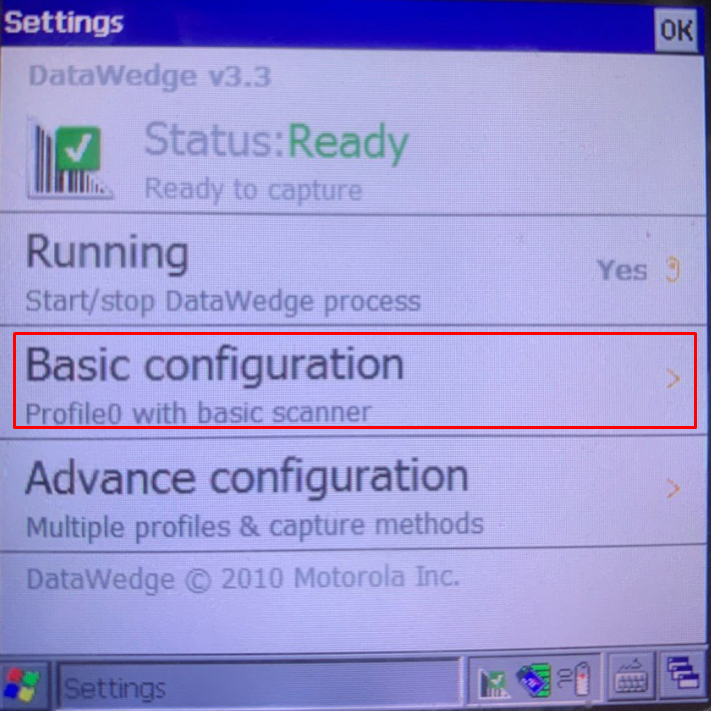 Settings
OK
DataWedge v3.3
Status:Ready
Ready to capture
Running
Yes
Start/stop DataWedge process
Basic configuration
>
Profile0 with basic scanner
Advance configuration
>
Multiple profiles & capture methods
DataWedge © 2010 Motorola Inc.
Settings